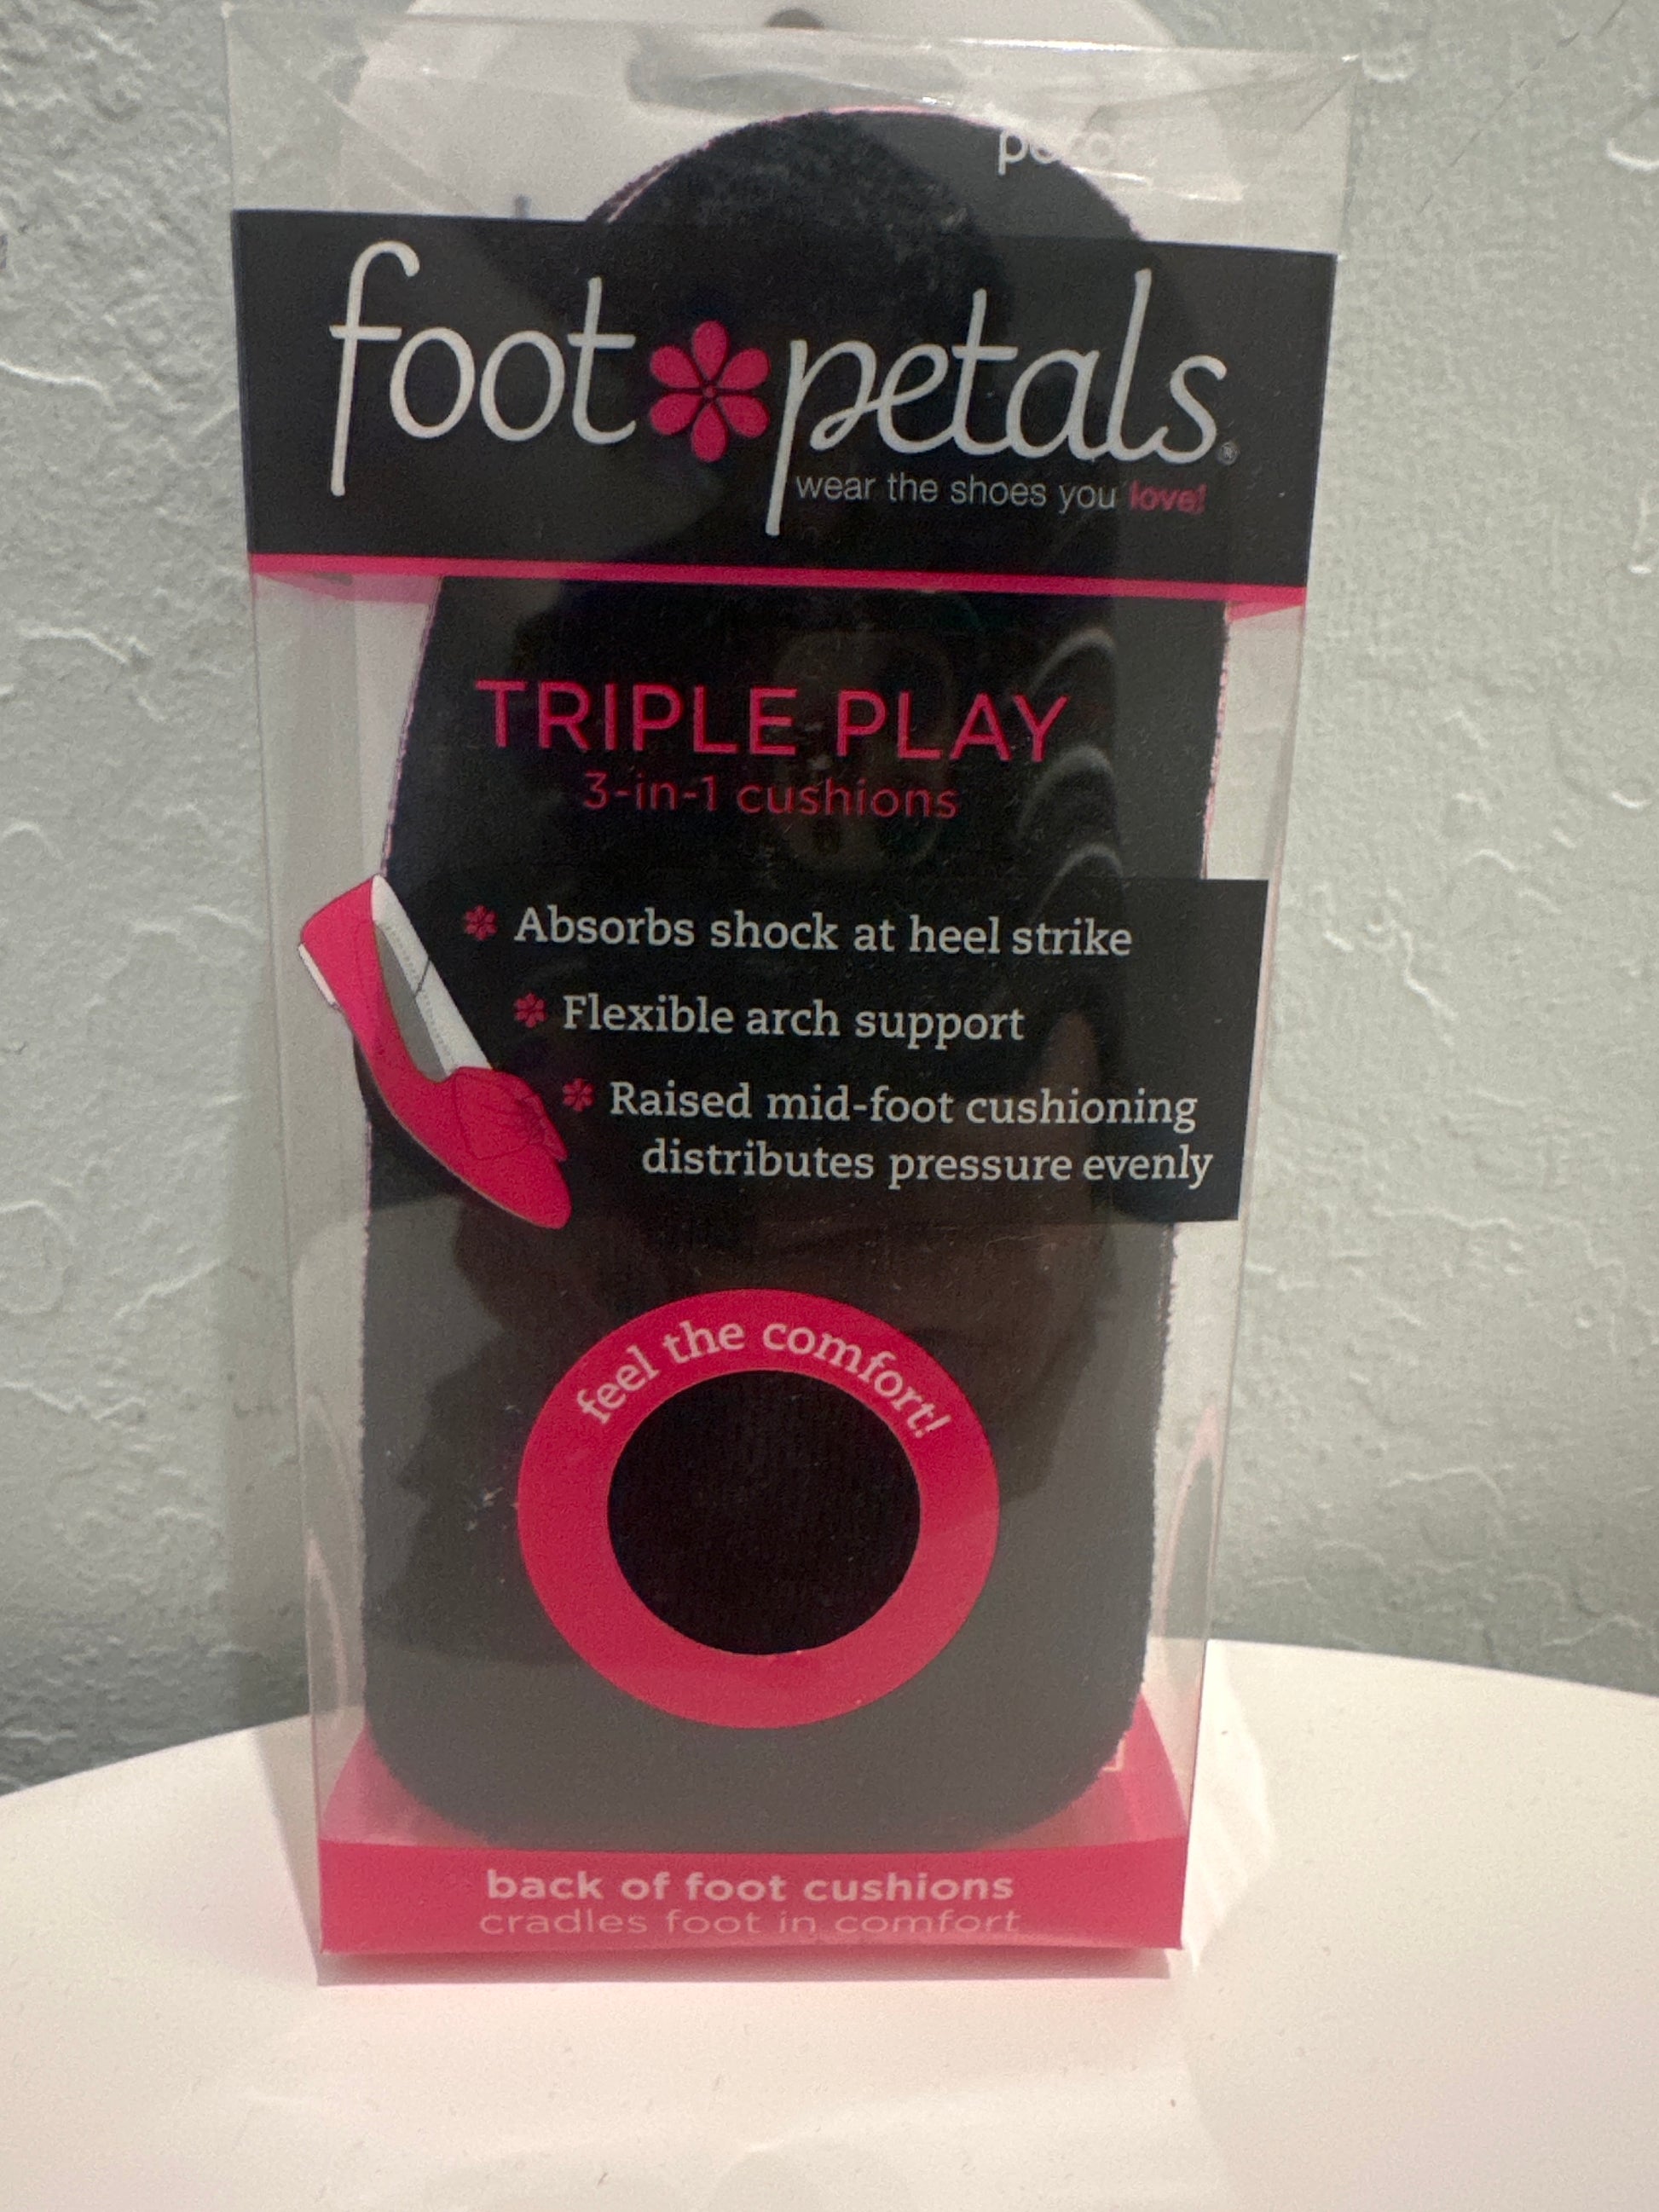 foot petals®
wear the shoes you love!
TRIPLE PLAY
3-in-1 cushions
Absorbs shock at heel strike
Flexible arch support
Raised mid-foot cushioning
distributes pressure evenly
feel the comfort!
back of foot cushions
cradles foot in comfort